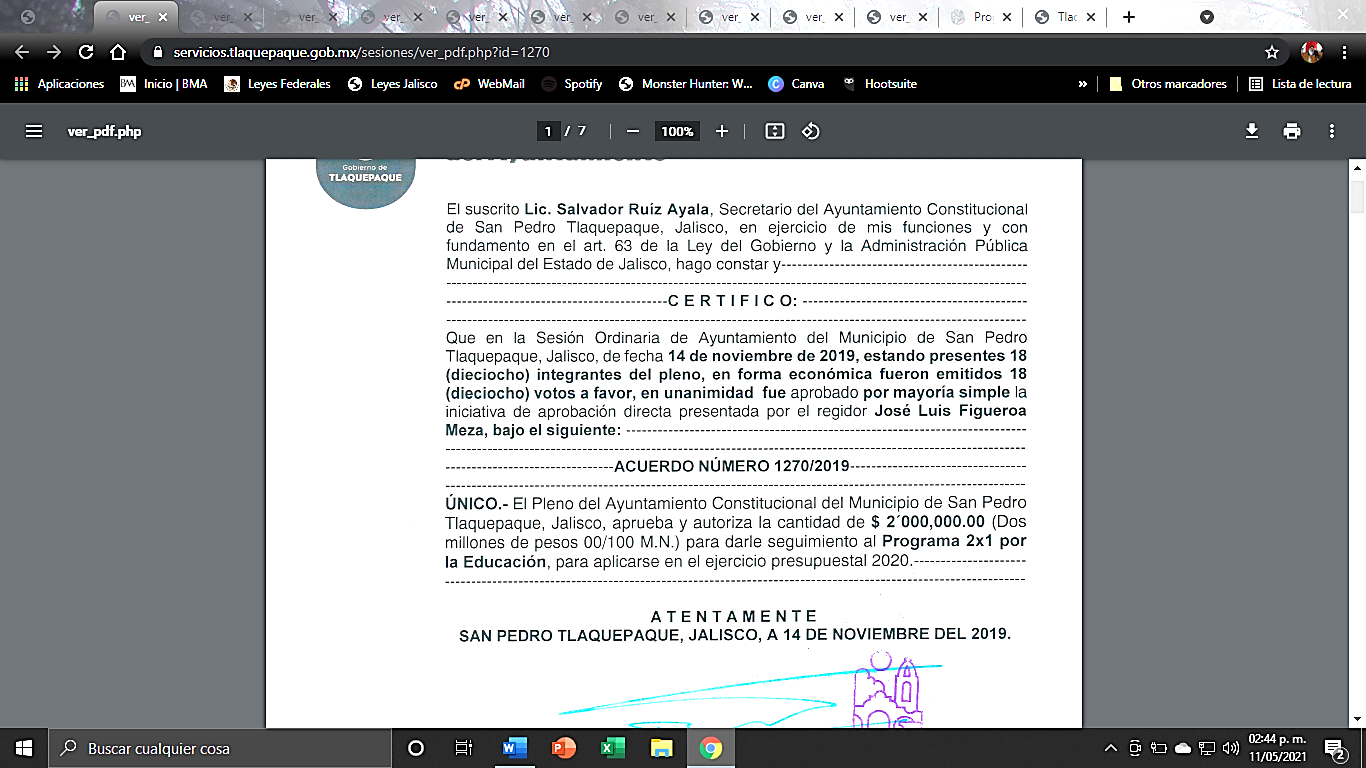 ver_
ver_
ver_
ver_
ver_
ver_
ver_
ver_
ver_
ver_
Pro
Tlac
servicios.tlaquepaque.gob.mx/sesiones/ver_pdf.php?id=1270
Aplicaciones
BMA
Inicio | BMA
Leyes Federales
Leyes Jalisco
WebMail
Spotify
Monster Hunter: W...
Canva
Hootsuite
»
Otros marcadores
Lista de lectura
ver_pdf.php
1 / 7
100%
Gobierno de
TLAQUEPAQUE
El suscrito Lic. Salvador Ruíz Ayala, Secretario del Ayuntamiento Constitucional
de San Pedro Tlaquepaque, Jalisco, en ejercicio de mis funciones y con
fundamento en el art. 63 de la Ley del Gobierno y la Administración Pública
Municipal del Estado de Jalisco, hago constar y-----------------------------------------------
---------------------------------------------------------------------------------------------------------------
------------------------------------------C E R T I F I C O: -------------------------------------------
---------------------------------------------------------------------------------------------------------------
Que en la Sesión Ordinaria de Ayuntamiento del Municipio de San Pedro
Tlaquepaque, Jalisco, de fecha 14 de noviembre de 2019, estando presentes 18
(dieciocho) integrantes del pleno, en forma económica fueron emitidos 18
(dieciocho) votos a favor, en unanimidad fue aprobado por mayoría simple la
iniciativa de aprobación directa presentada por el regidor José Luis Figueroa
Meza, bajo el siguiente: -----------------------------------------------------------------------------
---------------------------------------------------------------------------------------------------------------
--------------------------------ACUERDO NÚMERO 1270/2019----------------------------------
---------------------------------------------------------------------------------------------------------------
ÚNICO.- El Pleno del Ayuntamiento Constitucional del Municipio de San Pedro
Tlaquepaque, Jalisco, aprueba y autoriza la cantidad de $ 2´000,000.00 (Dos
millones de pesos 00/100 M.N.) para darle seguimiento al Programa 2x1 por
la Educación, para aplicarse en el ejercicio presupuestal 2020.---------------------
---------------------------------------------------------------------------------------------------------------
A T E N T A M E N T E
SAN PEDRO TLAQUEPAQUE, JALISCO, A 14 DE NOVIEMBRE DEL 2019.
Buscar cualquier cosa
02:44 p. m.
11/05/2021
2